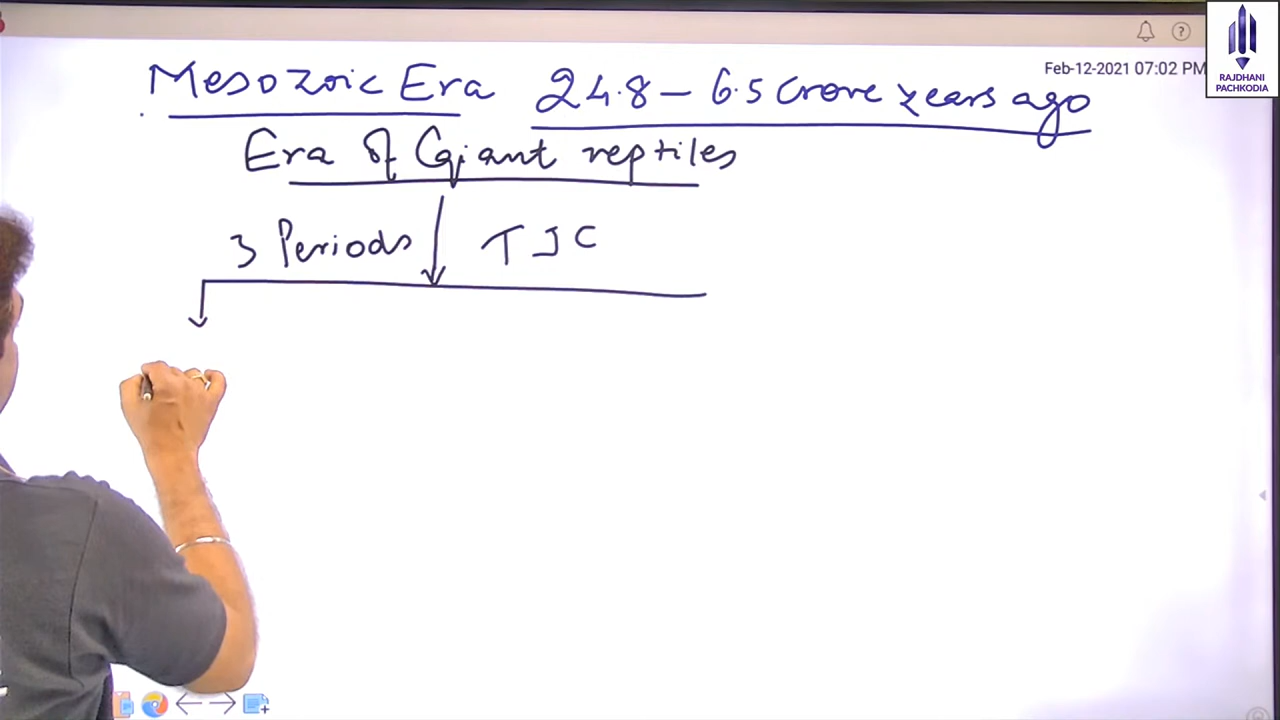 Feb-12-2021 07:02 PM
RAJDHANI
PACHKODIA
Mesozoic Era 24.8 – 6.5 Crore years ago
Era of Giant reptiles
3 Periods T J C